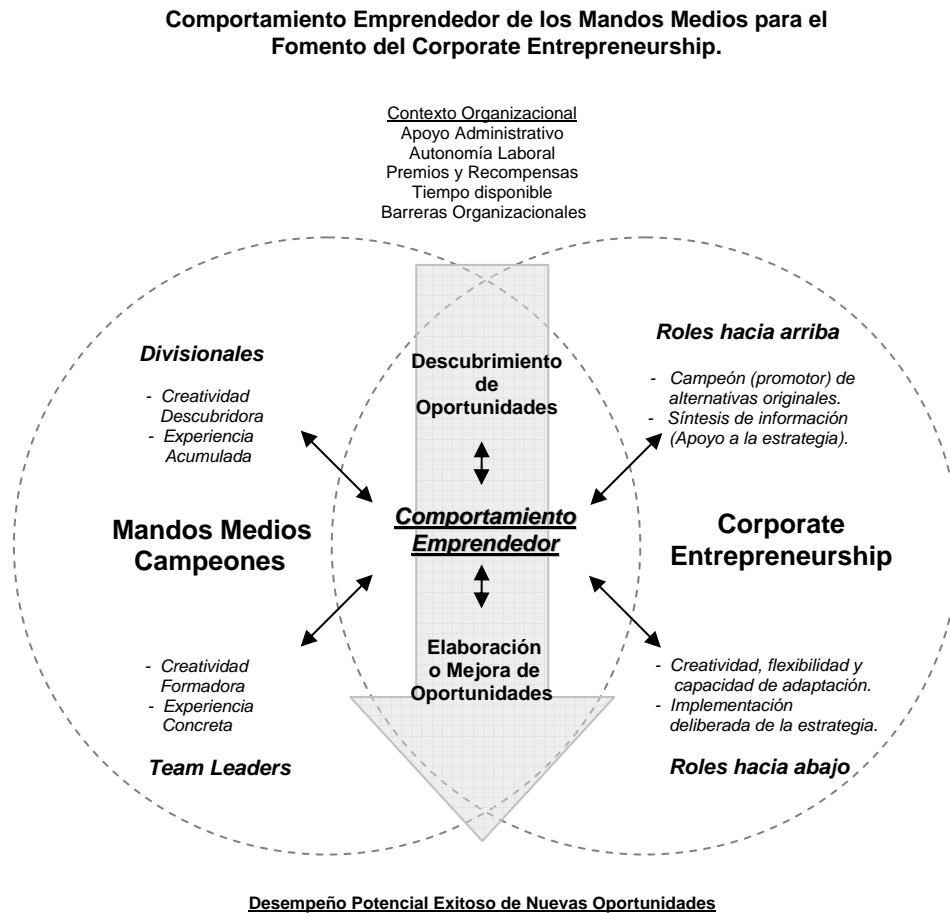 Comportamiento Emprendedor de los Mandos Medios para el
Fomento del Corporate Entrepreneurship.
Contexto Organizacional
Apoyo Administrativo
Autonomía Laboral
Premios y Recompensas
Tiempo disponible
Barreras Organizacionales
Divisionales
- Creatividad
Descubridora
- Experiencia
Acumulada
Mandos Medios
Campeones
- Creatividad
Formadora
- Experiencia
Concreta
Team Leaders
Descubrimiento
de
Oportunidades
Comportamiento
Emprendedor
Elaboración
o Mejora de
Oportunidades
Roles hacia arriba
- Campeón (promotor) de
alternativas originales.
- Síntesis de información
(Apoyo a la estrategia).
Corporate
Entrepreneurship
- Creatividad, flexibilidad y
capacidad de adaptación.
- Implementación
deliberada de la estrategia.
Roles hacia abajo
Desempeño Potencial Exitoso de Nuevas Oportunidades